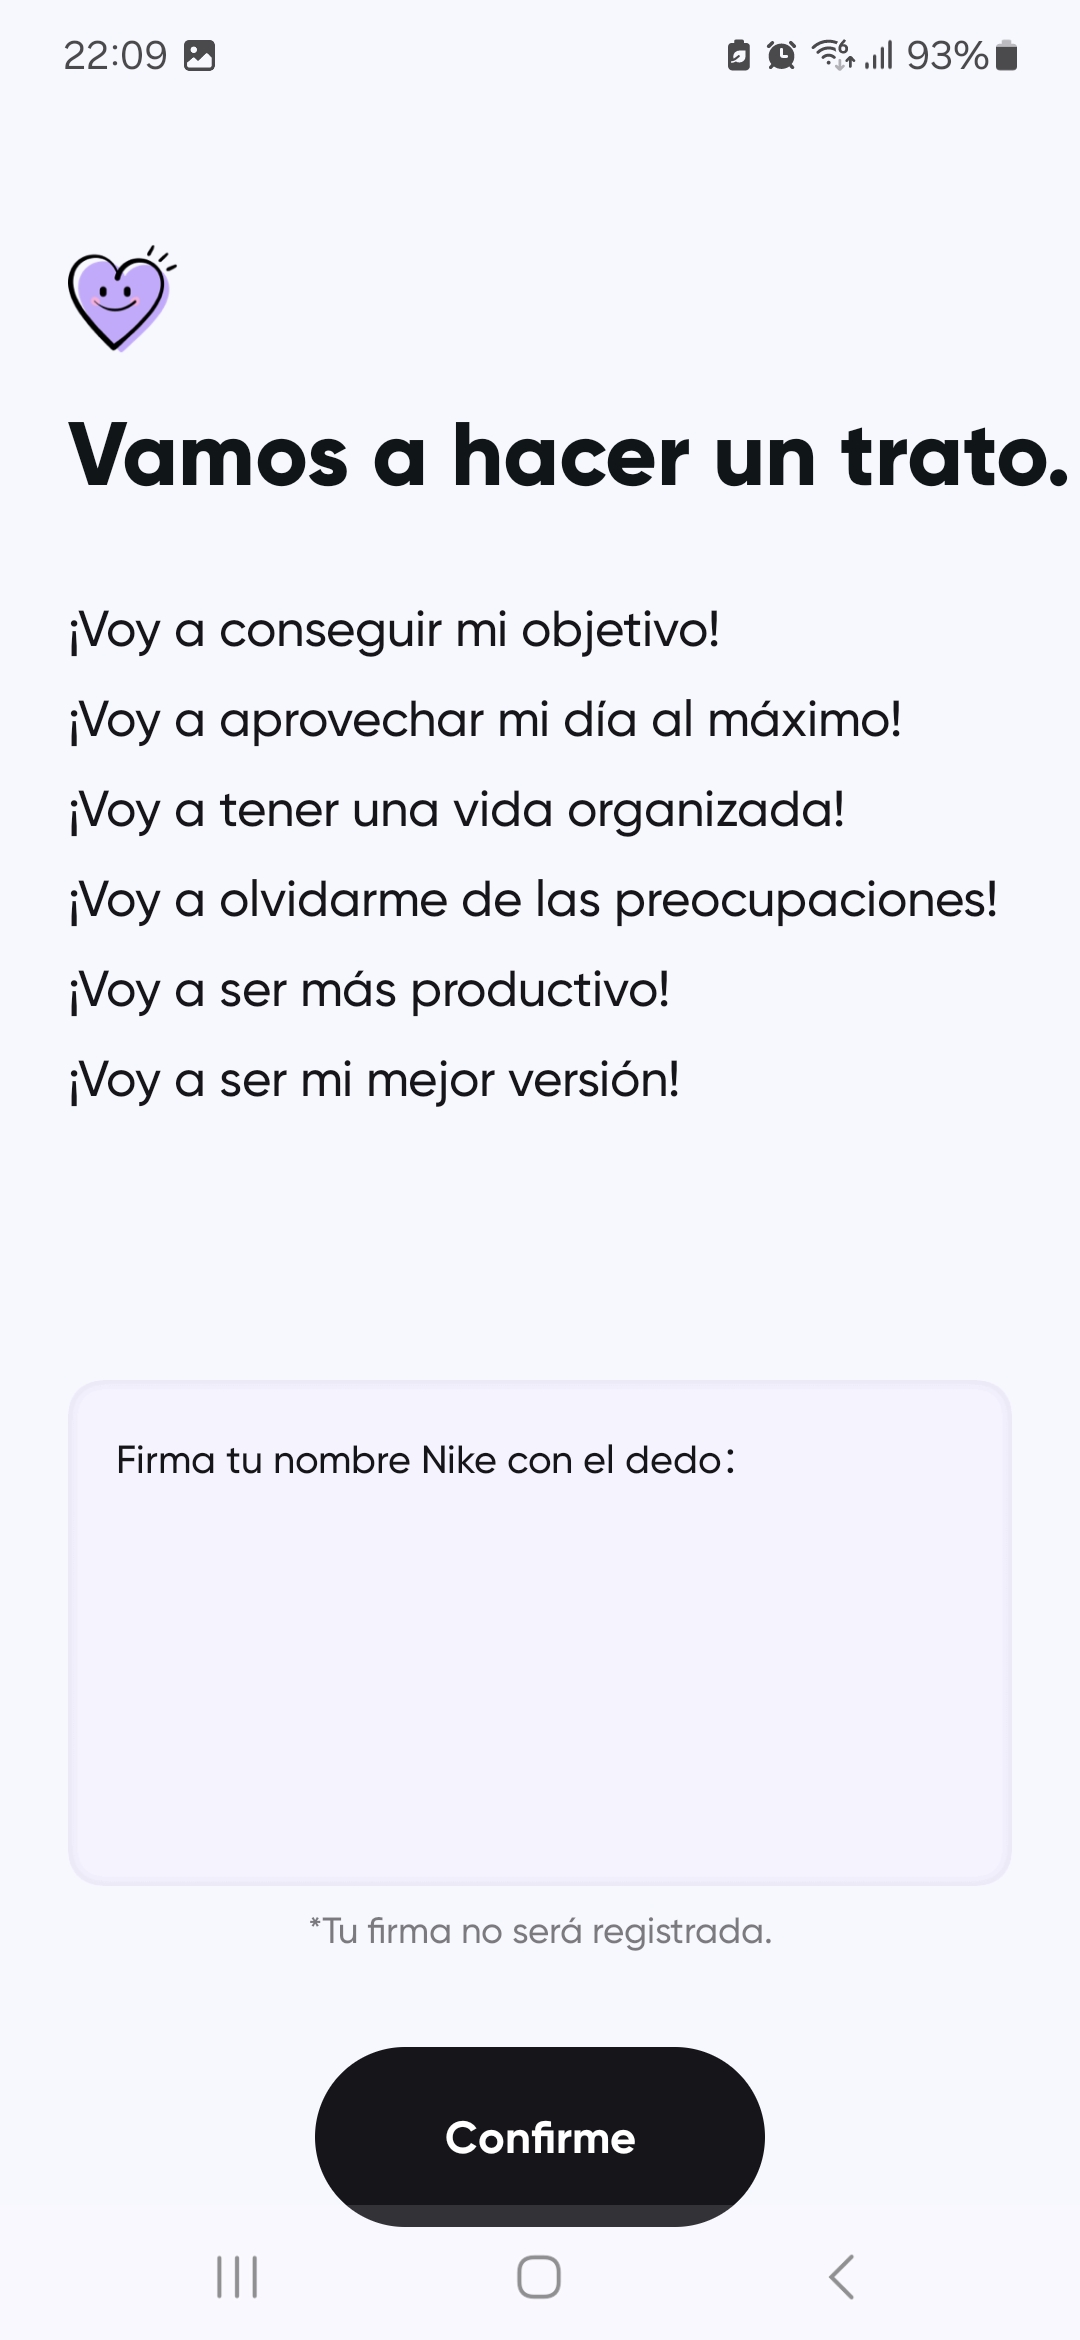 22:09
93%
Vamos a hacer un trato.
¡Voy a conseguir mi objetivo!
¡Voy a aprovechar mi día al máximo!
¡Voy a tener una vida organizada!
¡Voy a olvidarme de las preocupaciones!
¡Voy a ser más productivo!
¡Voy a ser mi mejor versión!
Firma tu nombre Nike con el dedo:
*Tu firma no será registrada.
Confirme